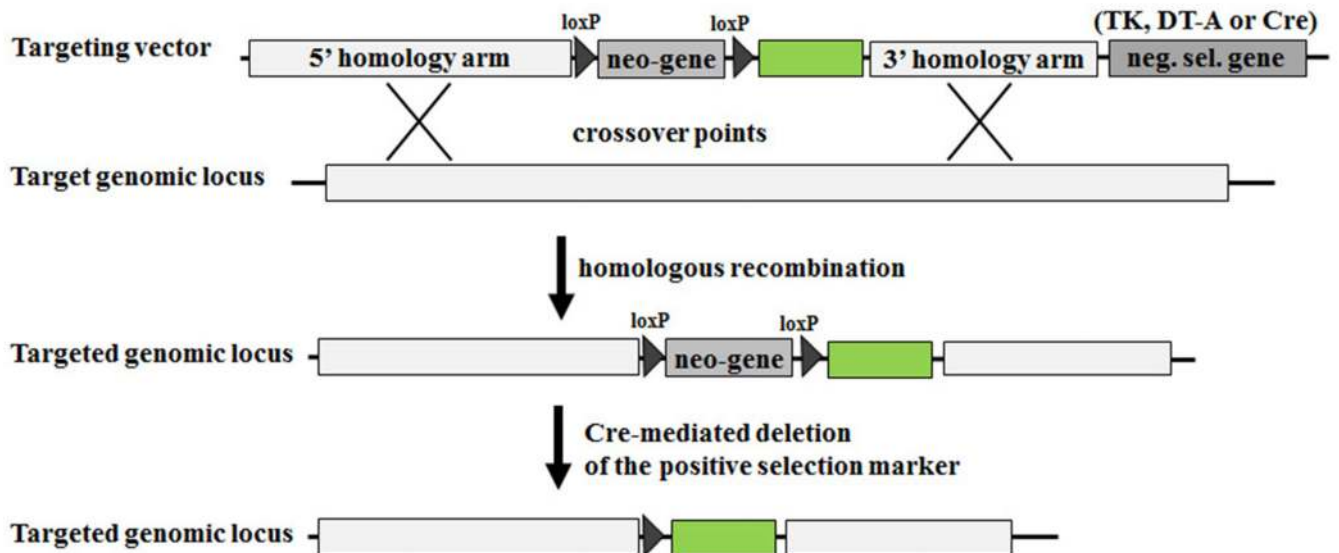 (TK, DT-A or Cre)
loxP loxP
Targeting vector 5’ homology arm neo-gene 3’ homology arm neg. sel. gene
crossover points
Target genomic locus
homologous recombination
loxP loxP
Targeted genomic locus neo-gene
Cre-mediated deletion
of the positive selection marker
Targeted genomic locus